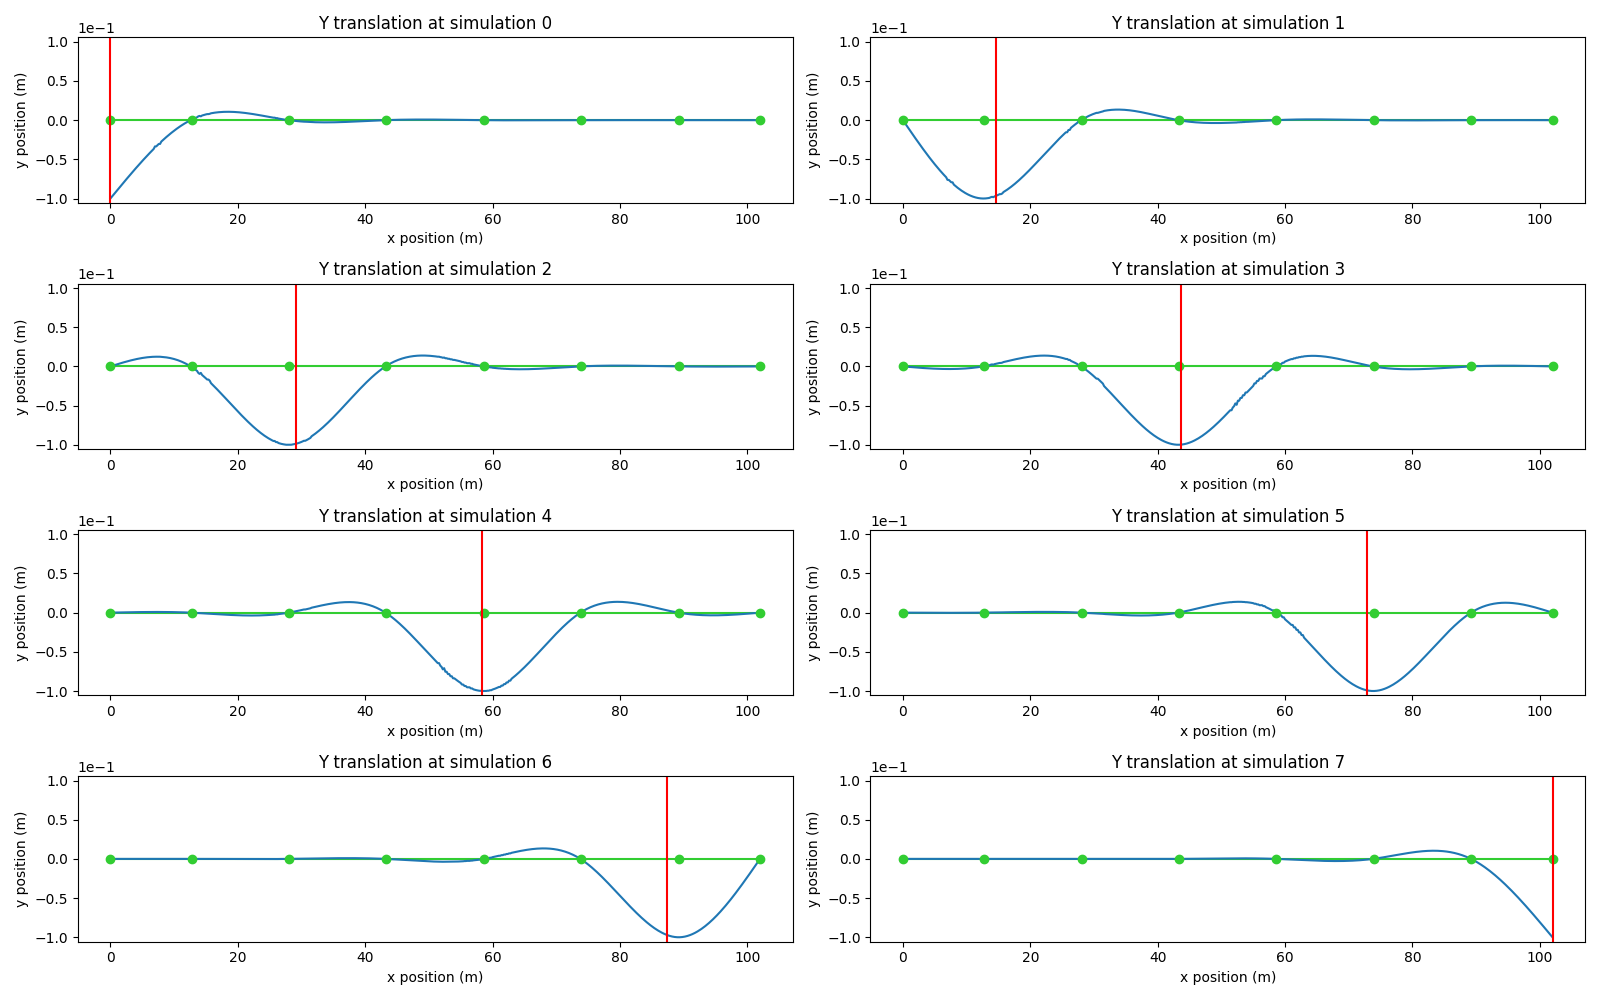 Y translation at simulation 0
1e−1
1.0
0.5
0.0
−0.5
−1.0
y position (m)
0 20 40 60 80 100
x position (m)
Y translation at simulation 1
1e−1
1.0
0.5
0.0
−0.5
−1.0
y position (m)
0 20 40 60 80 100
x position (m)
Y translation at simulation 2
1e−1
1.0
0.5
0.0
−0.5
−1.0
y position (m)
0 20 40 60 80 100
x position (m)
Y translation at simulation 3
1e−1
1.0
0.5
0.0
−0.5
−1.0
y position (m)
0 20 40 60 80 100
x position (m)
Y translation at simulation 4
1e−1
1.0
0.5
0.0
−0.5
−1.0
y position (m)
0 20 40 60 80 100
x position (m)
Y translation at simulation 5
1e−1
1.0
0.5
0.0
−0.5
−1.0
y position (m)
0 20 40 60 80 100
x position (m)
Y translation at simulation 6
1e−1
1.0
0.5
0.0
−0.5
−1.0
y position (m)
0 20 40 60 80 100
x position (m)
Y translation at simulation 7
1e−1
1.0
0.5
0.0
−0.5
−1.0
y position (m)
0 20 40 60 80 100
x position (m)